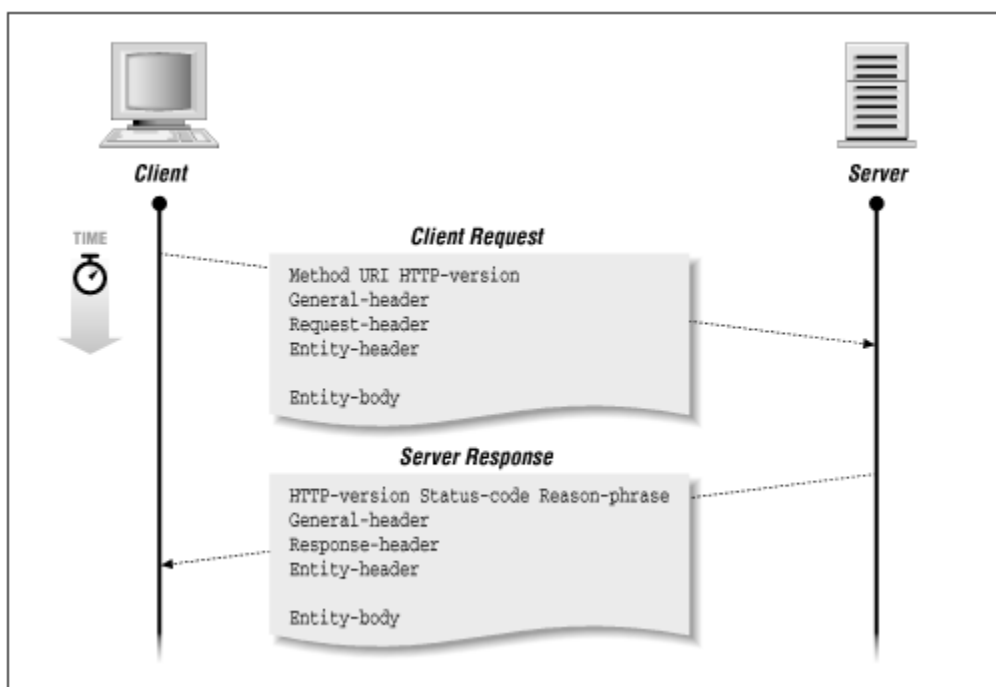 Client
Server
TIME
Client Request
Method URI HTTP-version
General-header
Request-header
Entity-header
Entity-body
Server Response
HTTP-version Status-code Reason-phrase
General-header
Response-header
Entity-header
Entity-body